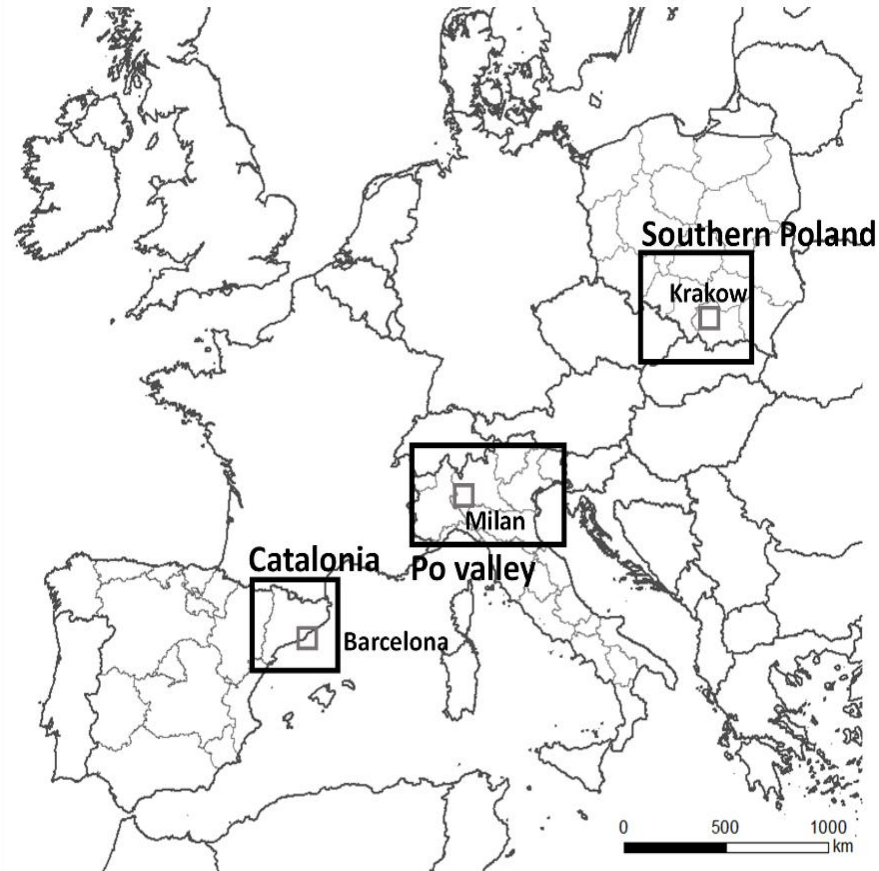 Southern Poland
Krakow
Milan
Catalonia
Po valley
Barcelona
0 500 1000
km